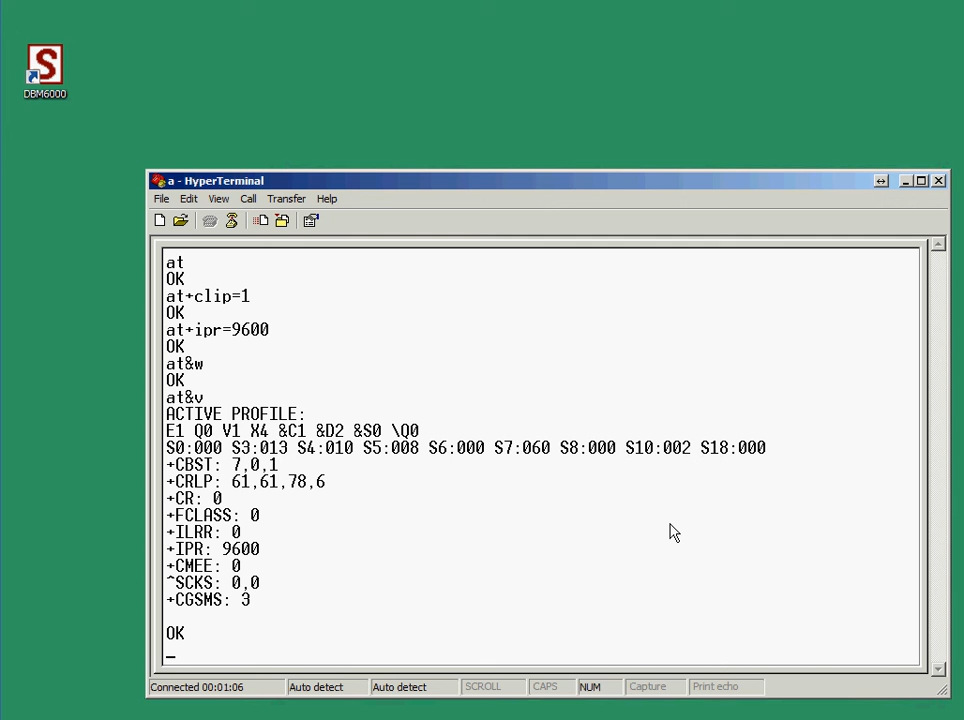 S
DBM6000
a - HyperTerminal
File Edit View Call Transfer Help
at
OK
at+clip=1
OK
at+ipr=9600
OK
at&w
OK
at&v
ACTIVE PROFILE:
E1 Q0 V1 X4 &C1 &D2 &S0 \Q0
S0:000 S3:013 S4:010 S5:008 S6:000 S7:060 S8:000 S10:002 S18:000
+CBST: 7,0,1
+CRLP: 61,61,78,6
+CR: 0
+FCLASS: 0
+ILRR: 0
+IPR: 9600
+CMEE: 0
^SCKS: 0,0
+CGSMS: 3
OK
_
Connected 00:01:06 Auto detect Auto detect SCROLL CAPS NUM Capture Print echo